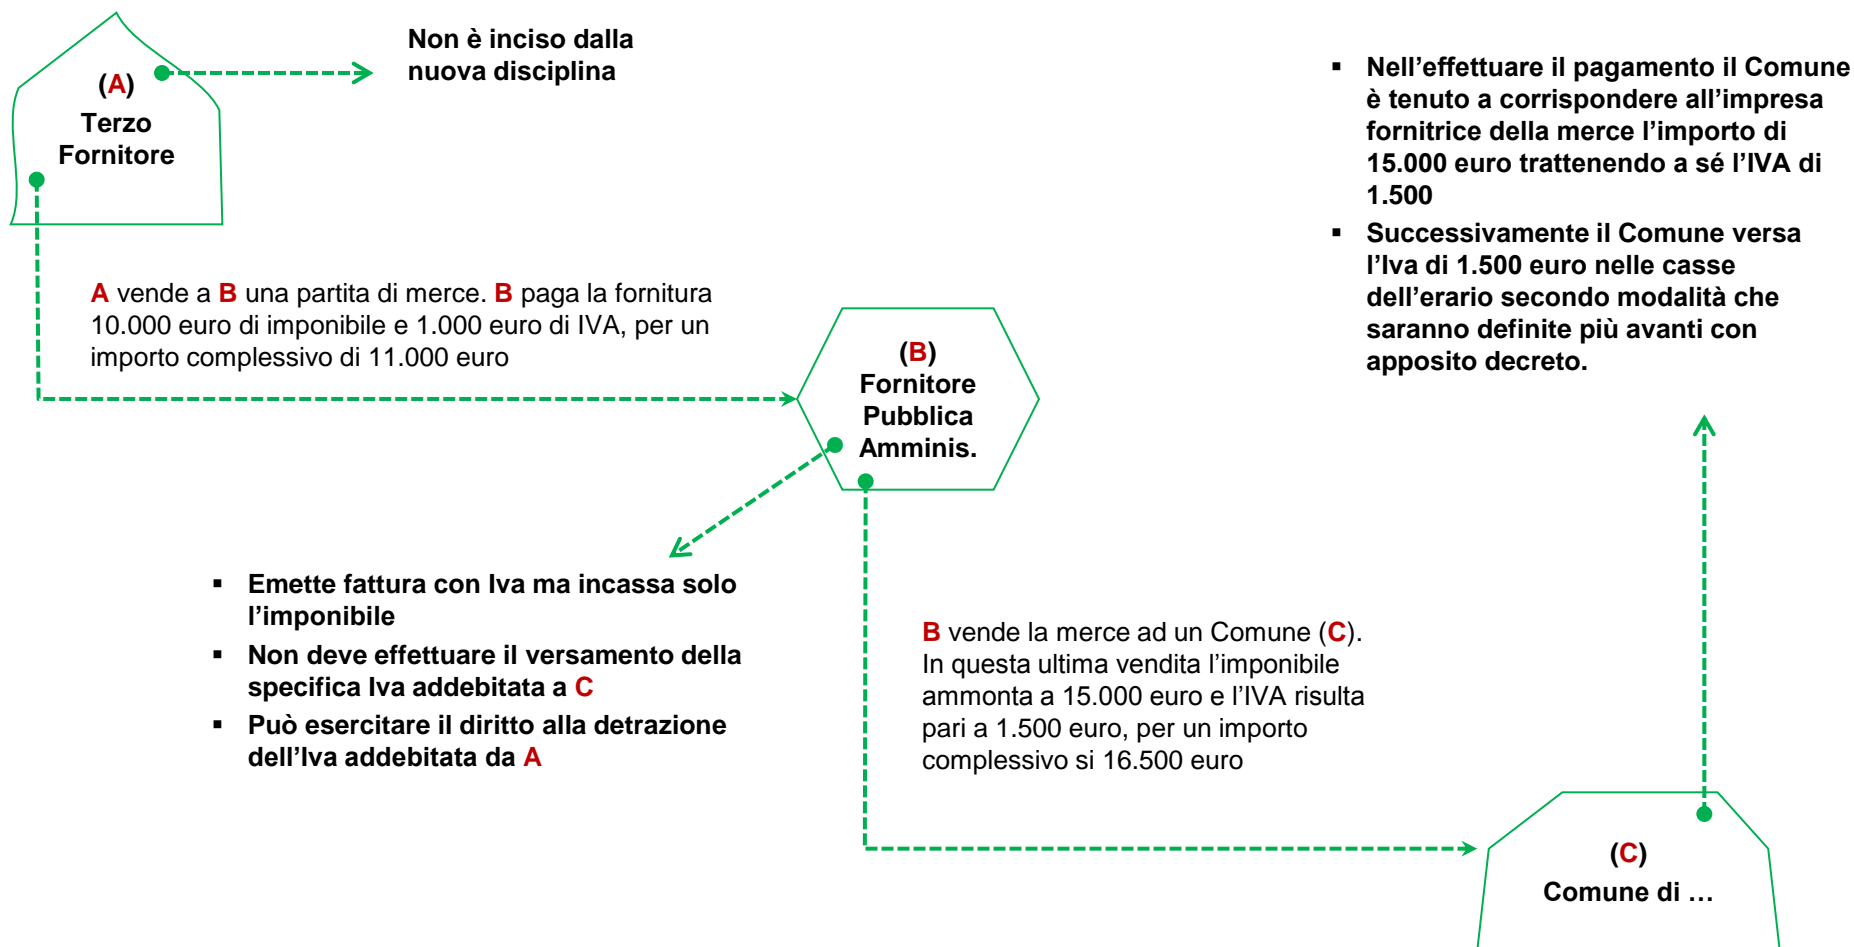 (A)
Terzo
Fornitore
Non è inciso dalla
nuova disciplina
A vende a B una partita di merce. B paga la fornitura
10.000 euro di imponibile e 1.000 euro di IVA, per un
importo complessivo di 11.000 euro
(B)
Fornitore
Pubblica
Amminis.
▪ Emette fattura con Iva ma incassa solo
l’imponibile
▪ Non deve effettuare il versamento della
specifica Iva addebitata a C
▪ Può esercitare il diritto alla detrazione
dell’Iva addebitata da A
B vende la merce ad un Comune (C).
In questa ultima vendita l’imponibile
ammonta a 15.000 euro e l’IVA risulta
pari a 1.500 euro, per un importo
complessivo si 16.500 euro
▪ Nell’effettuare il pagamento il Comune
è tenuto a corrispondere all’impresa
fornitrice della merce l’importo di
15.000 euro trattenendo a sé l’IVA di
1.500
▪ Successivamente il Comune versa
l’Iva di 1.500 euro nelle casse
dell’erario secondo modalità che
saranno definite più avanti con
apposito decreto.
(C)
Comune di …